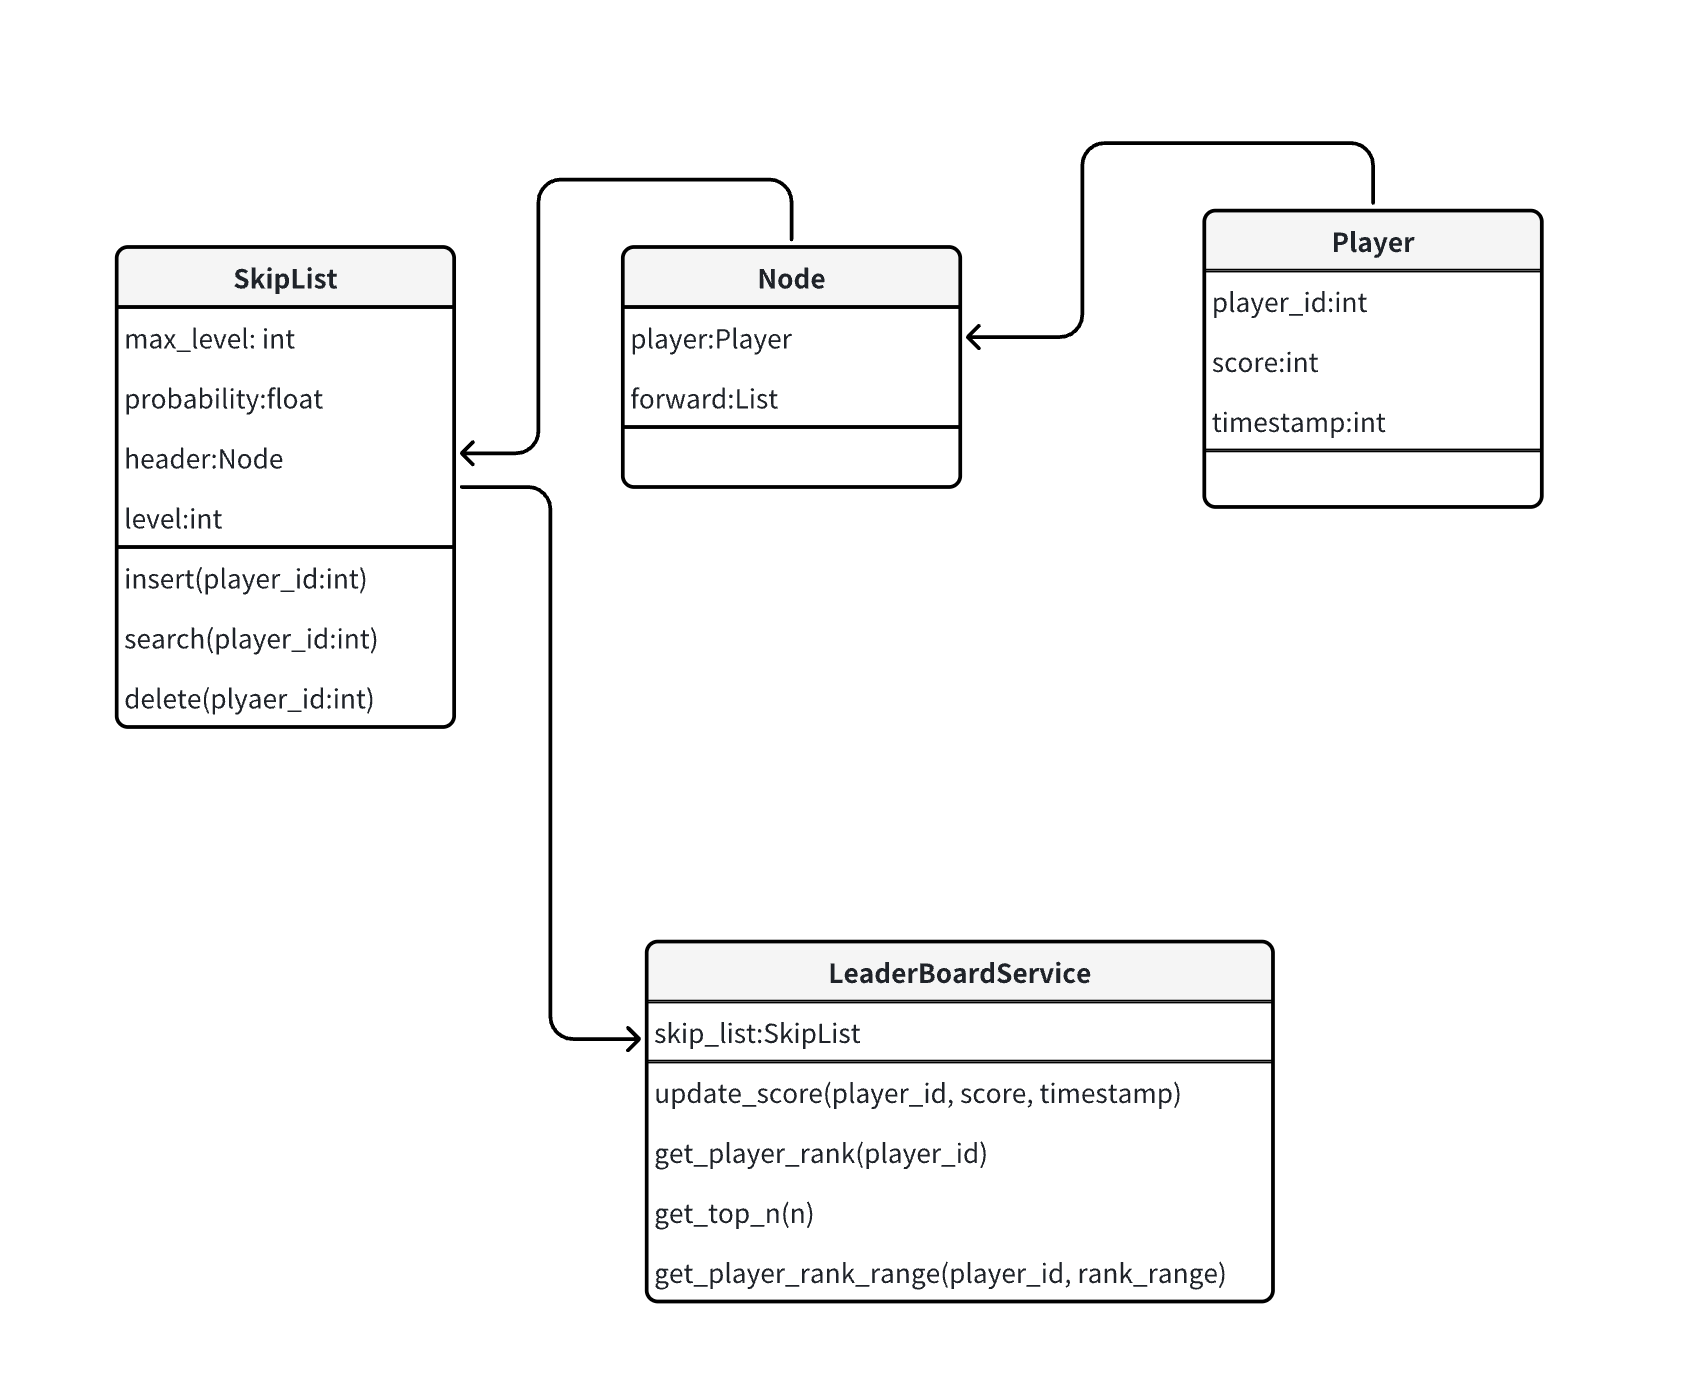 SkipList
max_level: int
probability:float
header:Node
level:int
insert(player_id:int)
search(player_id:int)
delete(plyaer_id:int)
Node
player:Player
forward:List
Player
player_id:int
score:int
timestamp:int
LeaderBoardService
skip_list:SkipList
update_score(player_id, score, timestamp)
get_player_rank(player_id)
get_top_n(n)
get_player_rank_range(player_id, rank_range)